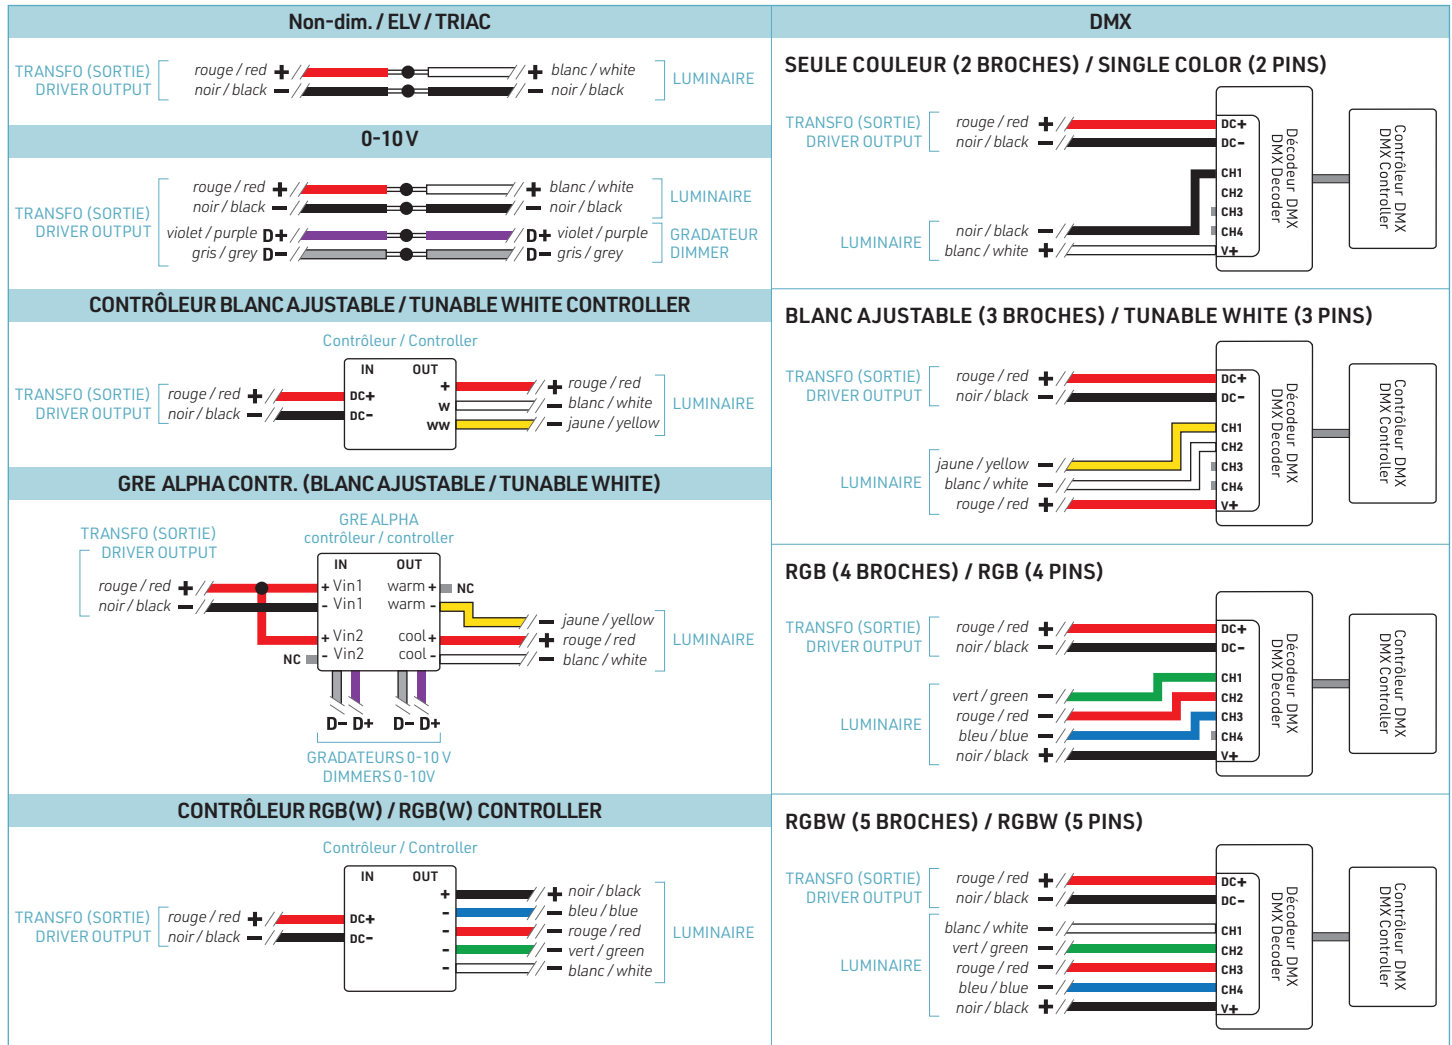 Non-dim. / ELV / TRIAC
TRANSFO (SORTIE)
DRIVER OUTPUT
rouge / red +
noir / black −
+ blanc / white
− noir / black
LUMINAIRE
0-10 V
TRANSFO (SORTIE)
DRIVER OUTPUT
rouge / red +
noir / black −
violet / purple D+
gris / grey D−
+ blanc / white
− noir / black
D+ violet / purple
D− gris / grey
LUMINAIRE
GRADATEUR
DIMMER
CONTRÔLEUR BLANC AJUSTABLE / TUNABLE WHITE CONTROLLER
Contrôleur / Controller
TRANSFO (SORTIE)
DRIVER OUTPUT
rouge / red +
noir / black −
IN OUT
DC+
DC−
+
W
WW
+ rouge / red
− blanc / white
− jaune / yellow
LUMINAIRE
GRE ALPHA CONTR. (BLANC AJUSTABLE / TUNABLE WHITE)
TRANSFO (SORTIE)
DRIVER OUTPUT
GRE ALPHA
contrôleur / controller
rouge / red +
noir / black −
IN OUT
+ Vin1 warm + NC
- Vin1 warm -
+ Vin2 cool +
NC - Vin2 cool -
− jaune / yellow
+ rouge / red
− blanc / white
LUMINAIRE
D− D+ D− D+
GRADATEURS 0-10 V
DIMMERS 0-10V
CONTRÔLEUR RGB(W) / RGB(W) CONTROLLER
Contrôleur / Controller
TRANSFO (SORTIE)
DRIVER OUTPUT
rouge / red +
noir / black −
IN OUT
DC+
DC−
+
-
-
-
-
+ noir / black
− bleu / blue
− rouge / red
− vert / green
− blanc / white
LUMINAIRE
DMX
SEULE COULEUR (2 BROCHES) / SINGLE COLOR (2 PINS)
TRANSFO (SORTIE)
DRIVER OUTPUT
rouge / red +
noir / black −
LUMINAIRE
noir / black −
blanc / white +
DC+
DC−
CH1
CH2
CH3
CH4
V+
Décodeur DMX
DMX Decoder
Contrôleur DMX
DMX Controller
BLANC AJUSTABLE (3 BROCHES) / TUNABLE WHITE (3 PINS)
TRANSFO (SORTIE)
DRIVER OUTPUT
rouge / red +
noir / black −
LUMINAIRE
jaune / yellow −
blanc / white −
rouge / red +
DC+
DC−
CH1
CH2
CH3
CH4
V+
Décodeur DMX
DMX Decoder
Contrôleur DMX
DMX Controller
RGB (4 BROCHES) / RGB (4 PINS)
TRANSFO (SORTIE)
DRIVER OUTPUT
rouge / red +
noir / black −
LUMINAIRE
vert / green −
rouge / red −
bleu / blue −
noir / black +
DC+
DC−
CH1
CH2
CH3
CH4
V+
Décodeur DMX
DMX Decoder
Contrôleur DMX
DMX Controller
RGBW (5 BROCHES) / RGBW (5 PINS)
TRANSFO (SORTIE)
DRIVER OUTPUT
rouge / red +
noir / black −
LUMINAIRE
blanc / white −
vert / green −
rouge / red −
bleu / blue −
noir / black +
DC+
DC−
CH1
CH2
CH3
CH4
V+
Décodeur DMX
DMX Decoder
Contrôleur DMX
DMX Controller